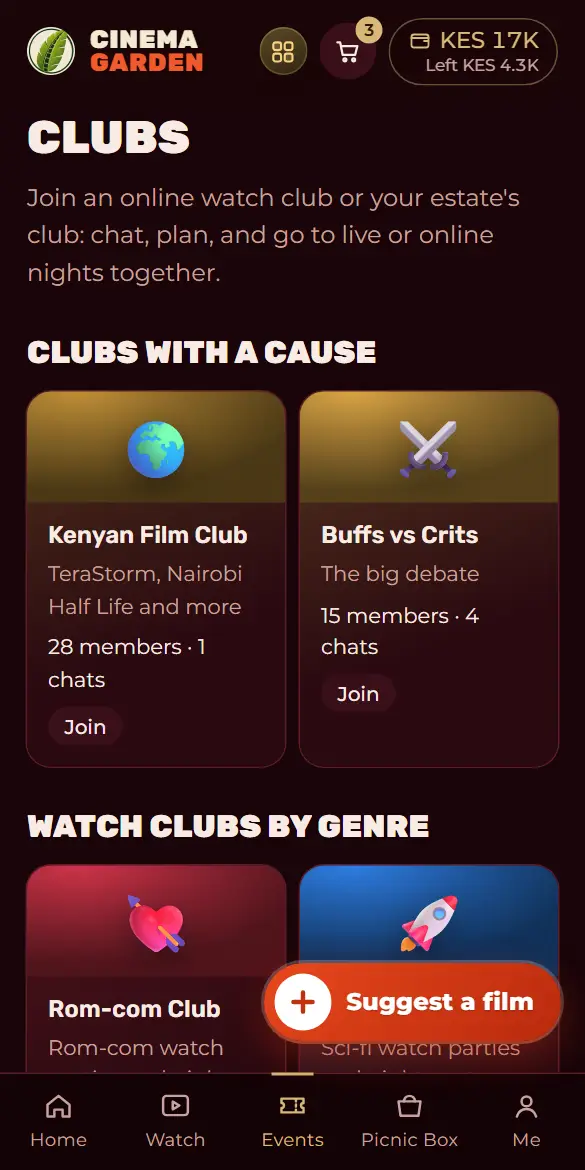 CINEMA
GARDEN
3
KES 17K
Left KES 4.3K
CLUBS
Join an online watch club or your estate's
club: chat, plan, and go to live or online
nights together.
CLUBS WITH A CAUSE
Kenyan Film Club
TeraStorm, Nairobi
Half Life and more
28 members · 1
chats
Join
Buffs vs Crits
The big debate
15 members · 4
chats
Join
WATCH CLUBS BY GENRE
Rom-com Club
Rom-com watch
Suggest a film
Sci-fi watch parties
Home
Watch
Events
Picnic Box
Me